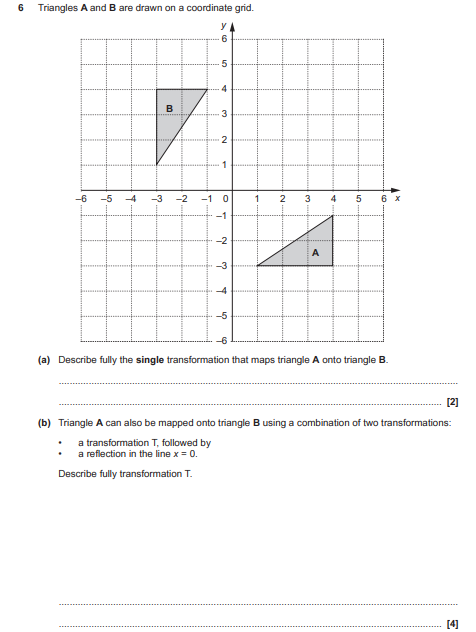 6 Triangles A and B are drawn on a coordinate grid.
y
6
5
4
B
3
2
1
–6 –5 –4 –3 –2 –1 0 1 2 3 4 5 6 x
–1
–2
A
–3
–4
–5
–6
(a) Describe fully the single transformation that maps triangle A onto triangle B.
[2]
(b) Triangle A can also be mapped onto triangle B using a combination of two transformations:
• a transformation T, followed by
• a reflection in the line x = 0.
Describe fully transformation T.
[4]